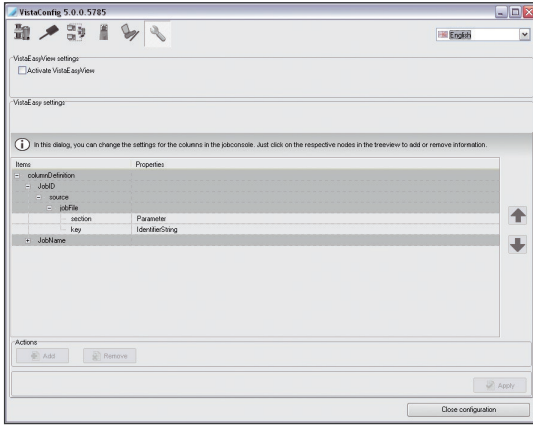 VistaConfig 5.0.0.5785
English
VistaEasyView settings
Activate VistaEasyView
VistaEasy settings
In this dialog, you can change the settings for the columns in the jobconsole. Just click on the respective nodes in the treeview to add or remove information.
Items Properties
columnDefinition
JobID
source
jobFile
section Parameter
key IdentifierString
JobName
Actions
Add Remove
Apply
Close configuration